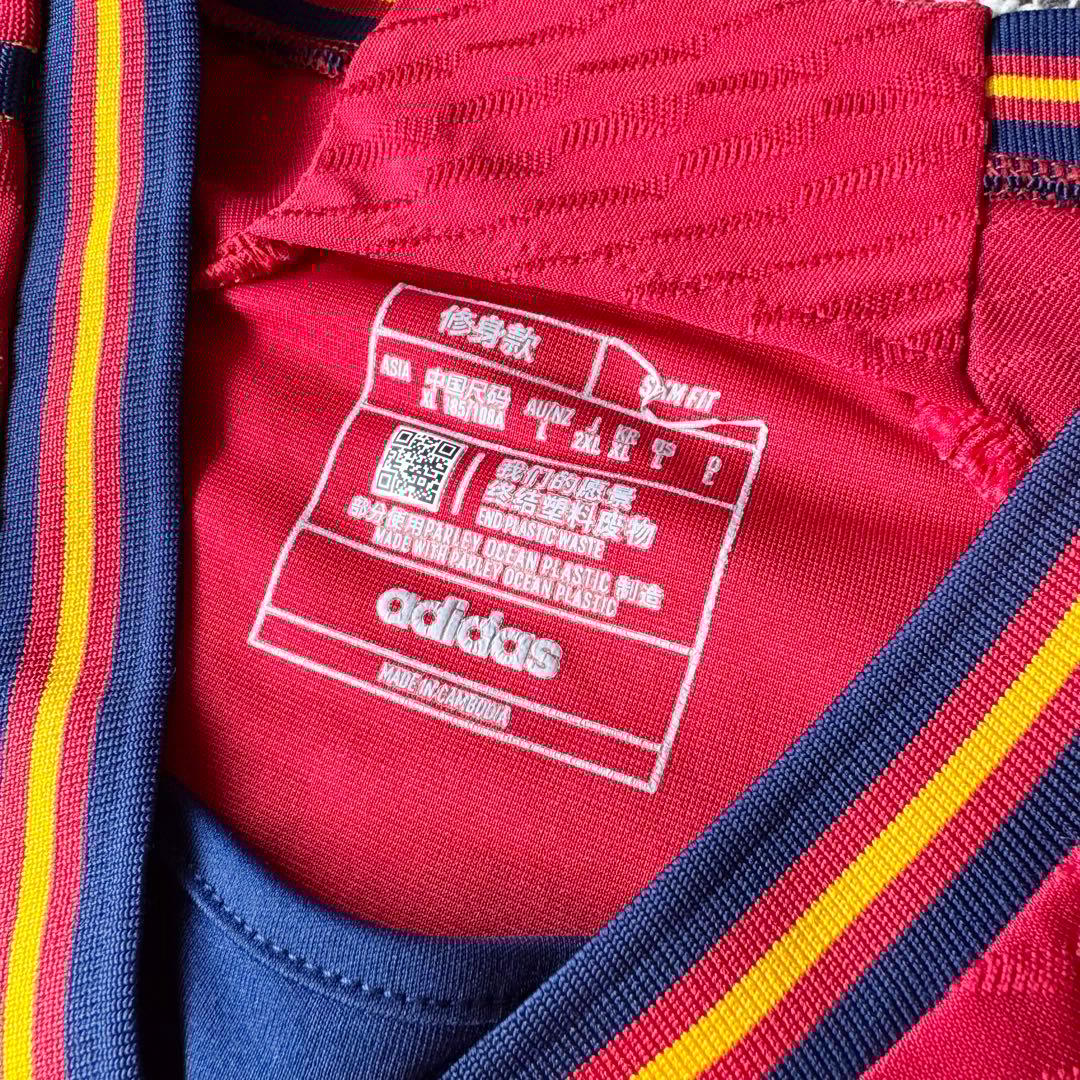 修身款
SLIM FIT
ASIA 中国尺码 AU/NZ J KR
XL 185/108A L 2XL XL L L
我们的愿景
终结塑料废物
END PLASTIC WASTE
部分使用PARLEY OCEAN PLASTIC 制造
MADE WITH PARLEY OCEAN PLASTIC
adidas
MADE IN CAMBODIA